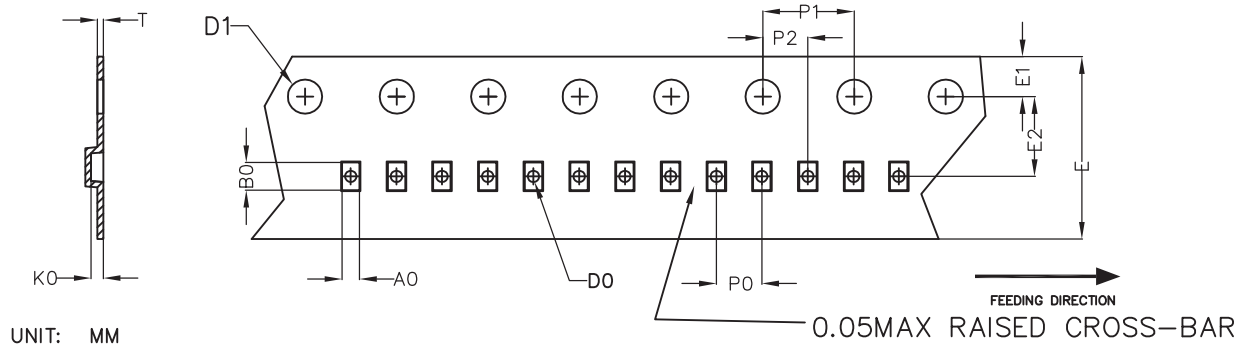 T
D1
P1
P2
E1
E2
E
B0
K0
A0
D0
P0
FEEDING DIRECTION
0.05MAX RAISED CROSS-BAR
UNIT: MM